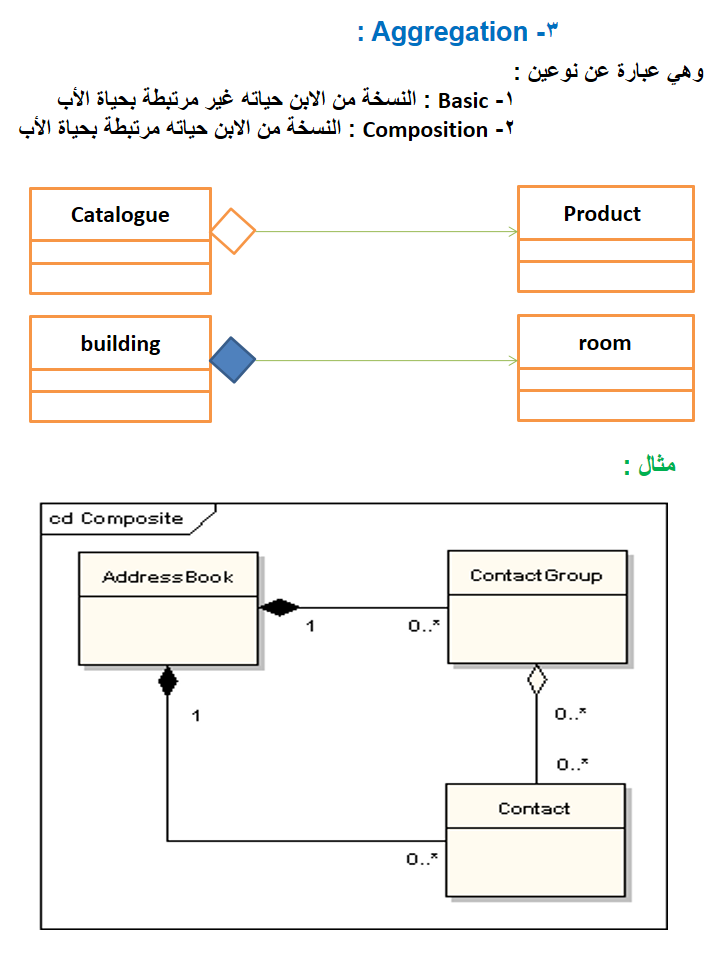 ٣- Aggregation :
وهي عبارة عن نوعين :
١- Basic : النسخة من الابن حياته غير مرتبطة بحياة الأب
٢- Composition : النسخة من الابن حياته مرتبطة بحياة الأب
Catalogue
Product
building
room
مثال :
cd Composite
AddressBook
ContactGroup
1
0..*
1
0..*
0..*
Contact
0..*